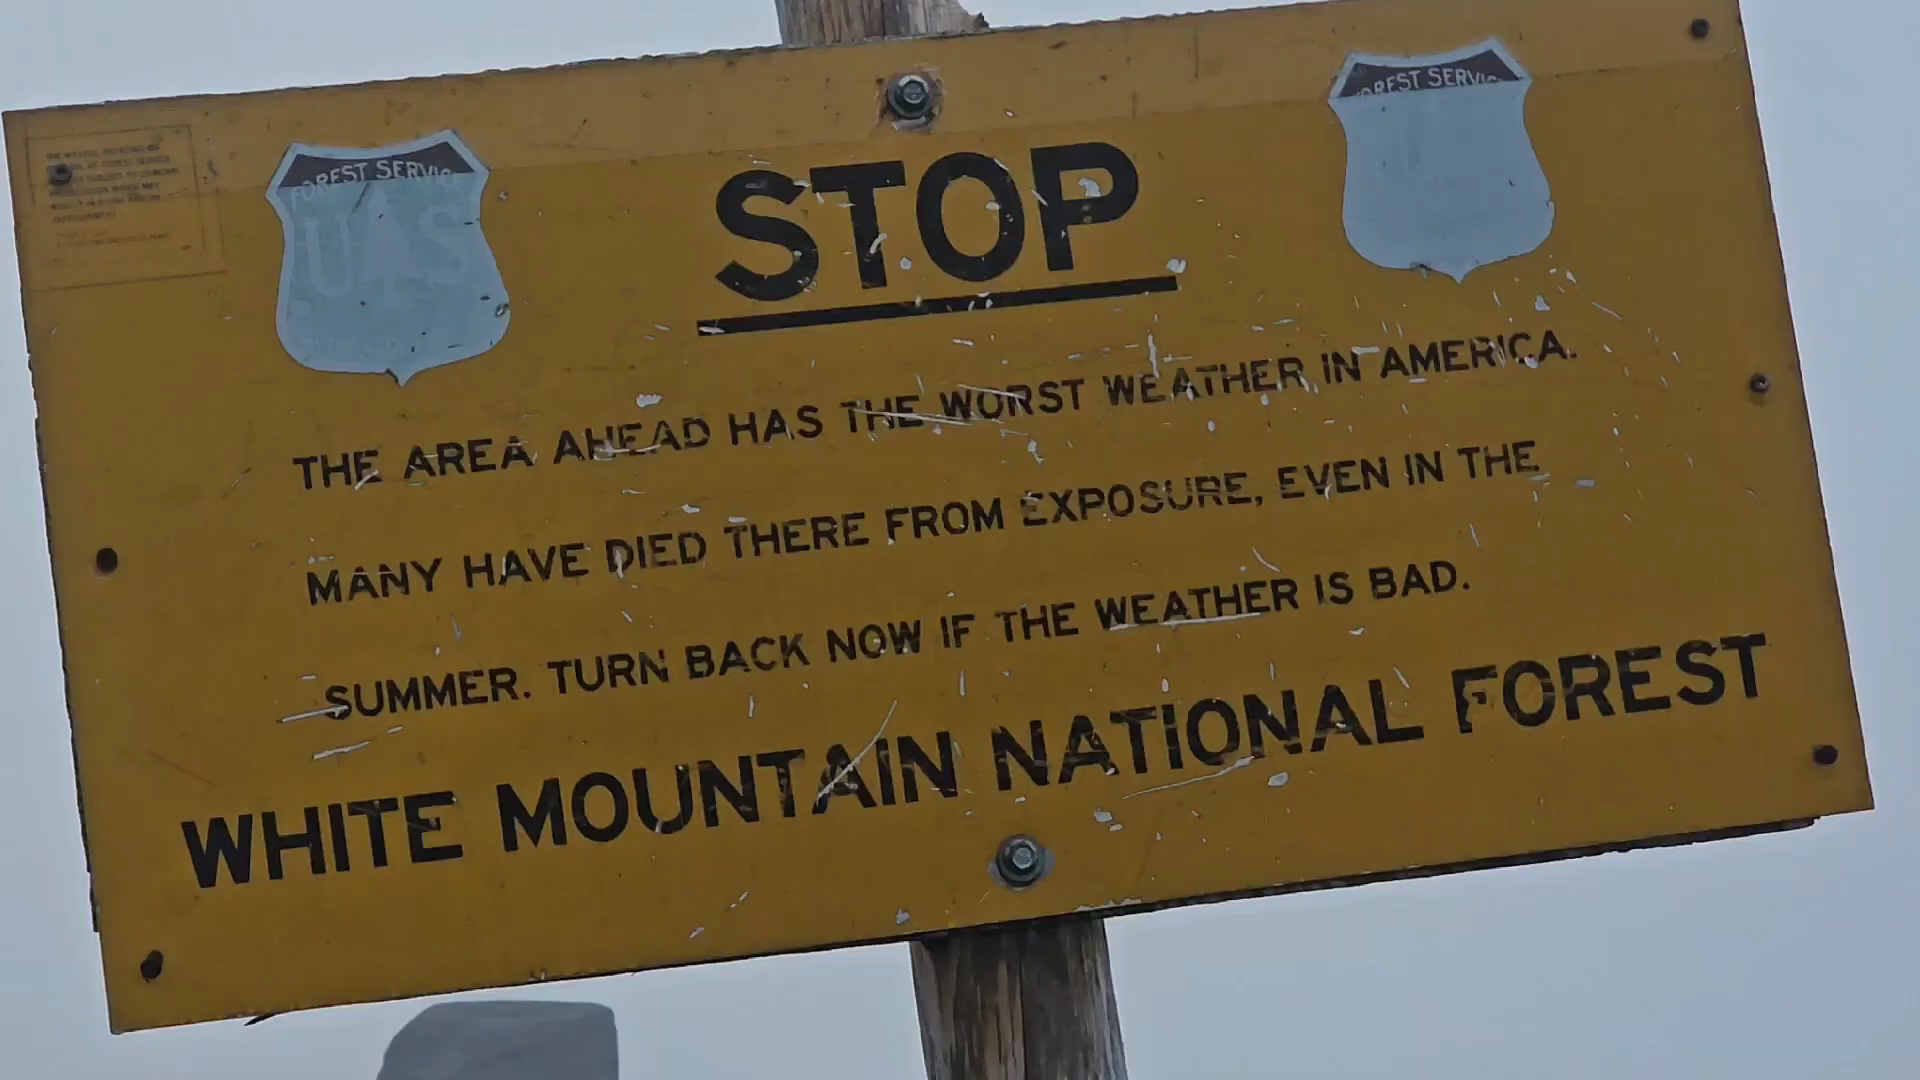 FOREST SERVICE
U S
STOP
FOREST SERVICE
THE AREA AHEAD HAS THE WORST WEATHER IN AMERICA.
MANY HAVE DIED THERE FROM EXPOSURE, EVEN IN THE
SUMMER. TURN BACK NOW IF THE WEATHER IS BAD.
WHITE MOUNTAIN NATIONAL FOREST